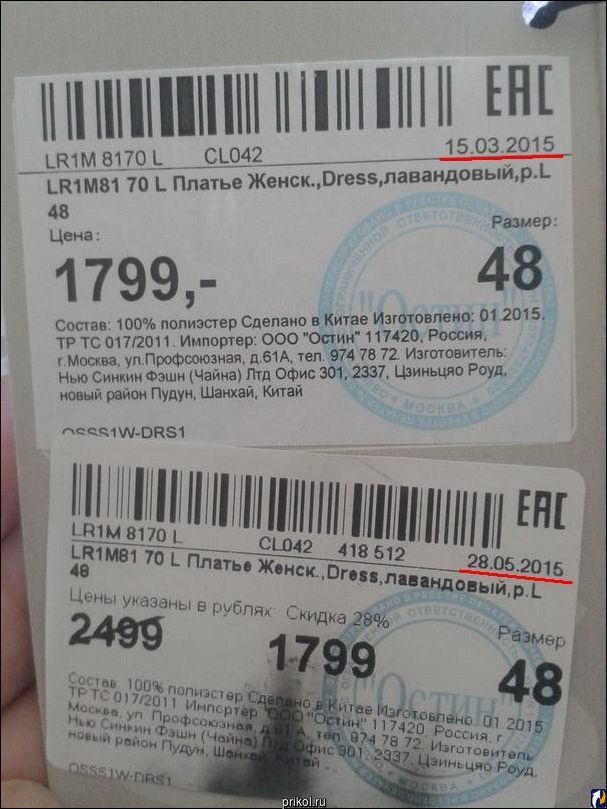 ЕАС
LR1M 8170 L CL042 15.03.2015
LR1M81 70 L Платье Женск.,Dress,лавандовый,р.L
48
Цена: Размер:
1799,- 48
"Остин"
МОСКВА
Состав: 100% полиэстер Сделано в Китае Изготовлено: 01.2015.
ТР ТС 017/2011. Импортер: ООО "Остин" 117420, Россия,
г.Москва, ул.Профсоюзная, д.61А, тел. 974 78 72. Изготовитель:
Нью Синкин Фэшн (Чайна) Лтд Офис 301, 2337, Цзиньцяо Роуд,
новый район Пудун, Шанхай, Китай
OSSS1W-DRS1
ЕАС
LR1M 8170 L CL042 418 512 28.05.2015
LR1M81 70 L Платье Женск.,Dress,лавандовый,р.L
48
Цены указаны в рублях Скидка 28% Размер
2499 1799 48
"Остин"
Состав. 100% полиэстер Сделано в Китае Изготовлено 01.2015
ТР ТС 017/2011 Импортер "ООО "Остин" 117420, Россия, г
Москва, ул Профсоюзная, д.61 А, тел. 974 78 72. Изготовитель
Нью Синкин Фэшн (Чайна) Лтд Офис 301, 2337, Цзиньцяо Роуд,
новый район Пудун, Шанхай, Китай
OSSS1W-DRS1
prikol.ru